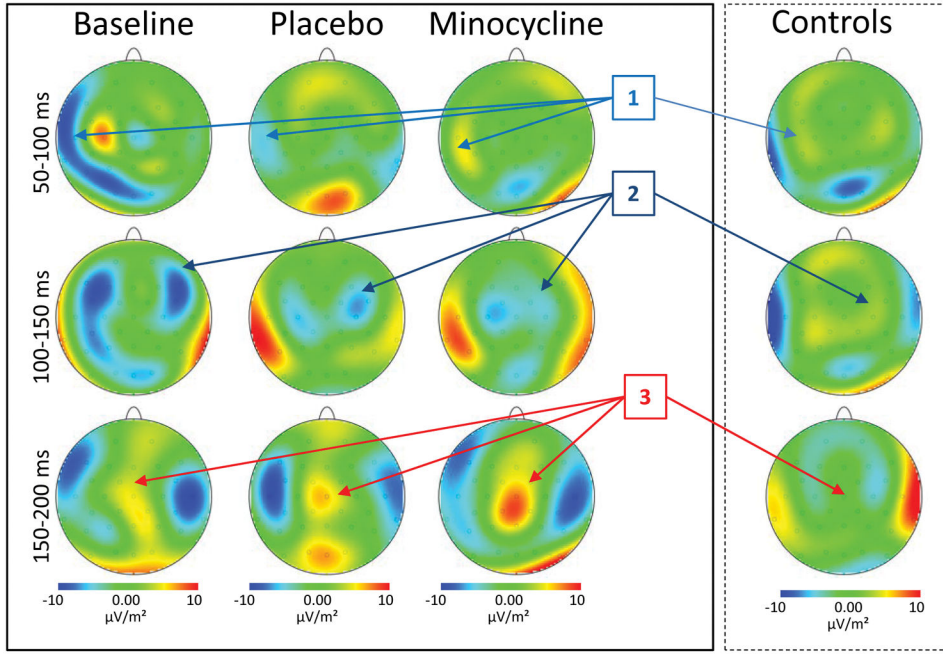 Baseline Placebo Minocycline Controls
50-100 ms
1
2
100-150 ms
3
150-200 ms
-10 0.00 10 -10 0.00 10 -10 0.00 10 -10 0.00 10
µV/m² µV/m² µV/m² µV/m²